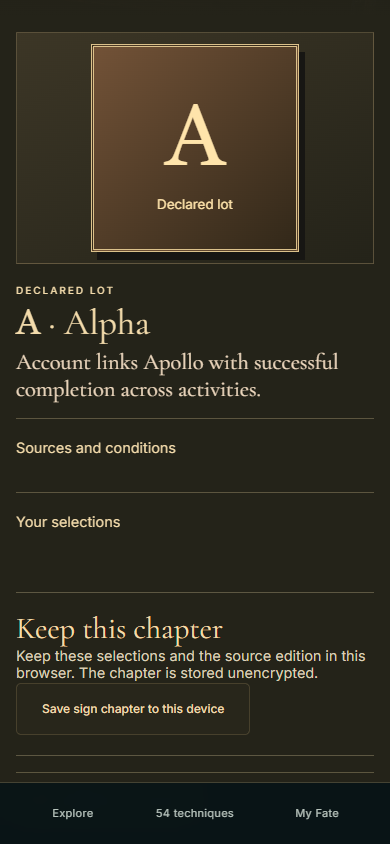 A
Declared lot
DECLARED LOT
A · Alpha
Account links Apollo with successful
completion across activities.
Sources and conditions
Your selections
Keep this chapter
Keep these selections and the source edition in this
browser. The chapter is stored unencrypted.
Save sign chapter to this device
Explore
54 techniques
My Fate